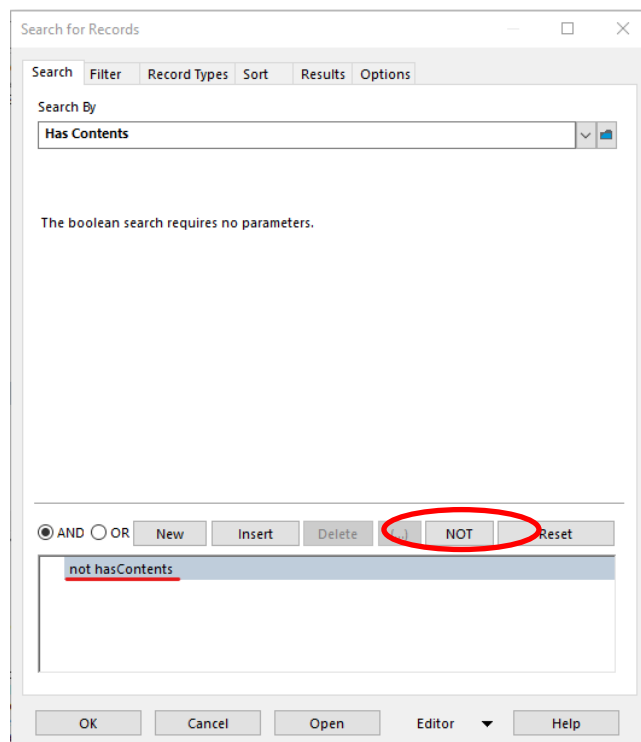 Search for Records
Search Filter Record Types Sort Results Options
Search By
Has Contents
The boolean search requires no parameters.
AND OR New Insert Delete (...) NOT Reset
not hasContents
OK Cancel Open Editor Help